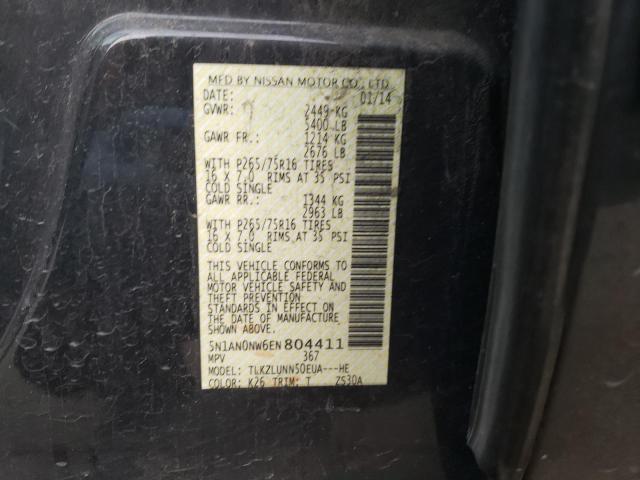 MFD BY NISSAN MOTOR CO., LTD.
DATE: 01/14
GVWR: 2449 KG
5400 LB
GAWR FR.: 1214 KG
2676 LB
WITH P265/75R16 TIRES
16 X 7.0 RIMS AT 35 PSI
COLD SINGLE
GAWR RR.: 1344 KG
2963 LB
WITH P265/75R16 TIRES
16 X 7.0 RIMS AT 35 PSI
COLD SINGLE
THIS VEHICLE CONFORMS TO
ALL APPLICABLE FEDERAL
MOTOR VEHICLE SAFETY AND
THEFT PREVENTION
STANDARDS IN EFFECT ON
THE DATE OF MANUFACTURE
SHOWN ABOVE.
5N1AN0NW6EN804411
MPV 367
MODEL: TLKZLUNN50EUA---HE
COLOR: K26 TRIM: T ZS30A